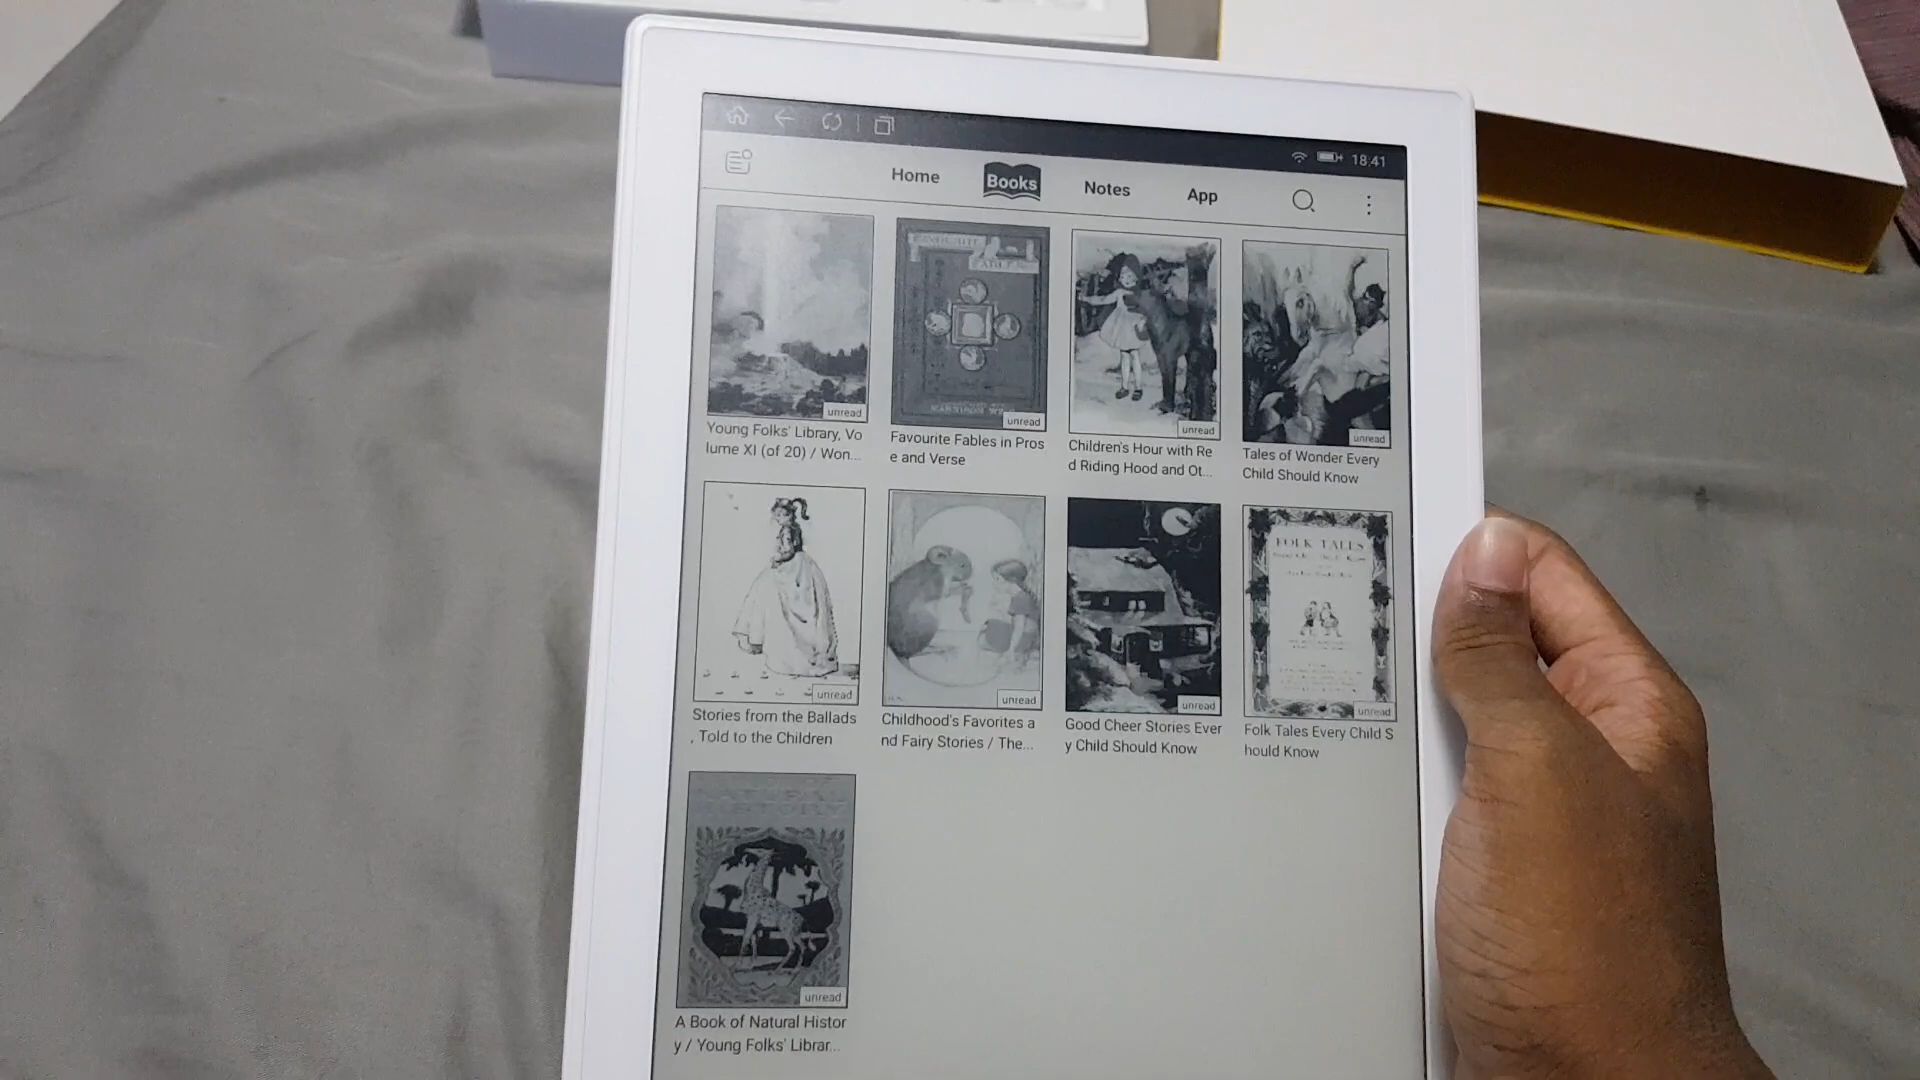 18:41
Home
Books
Notes
App
unread
unread
unread
unread
Young Folks' Library, Vo
lume XI (of 20) / Won...
Favourite Fables in Pros
e and Verse
Children's Hour with Re
d Riding Hood and Ot...
Tales of Wonder Every
Child Should Know
FOLK TALES
unread
unread
unread
unread
Stories from the Ballads
, Told to the Children
Childhood's Favorites a
nd Fairy Stories / The...
Good Cheer Stories Ever
y Child Should Know
Folk Tales Every Child S
hould Know
unread
A Book of Natural Histor
y / Young Folks' Librar...